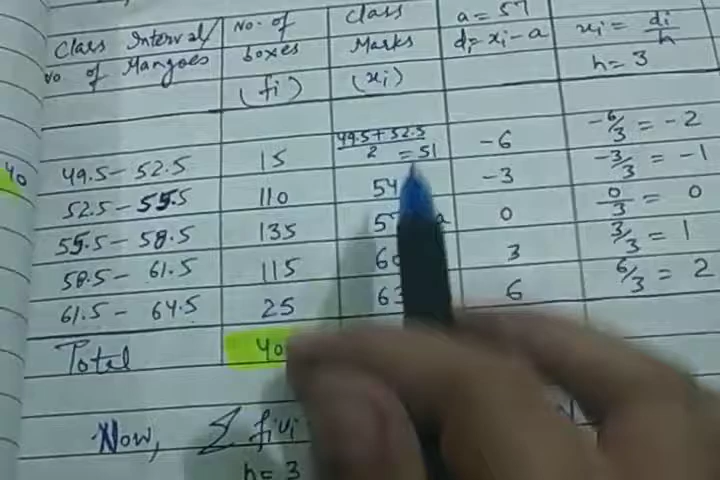 Class Interval/ No. of Class a = 57 xi = di/h
No of Mangoes boxes Marks di = xi - a h = 3
(fi) (xi)
49.5 - 52.5 15 49.5 + 52.5/2 = 51 -6 -6/3 = -2
52.5 - 55.5 110 54 -3 -3/3 = -1
55.5 - 58.5 135 a 0 0/3 = 0
58.5 - 61.5 115 3 3/3 = 1
61.5 - 64.5 25 63 6 6/3 = 2
Total
40
Now, Σ fiui
h = 3